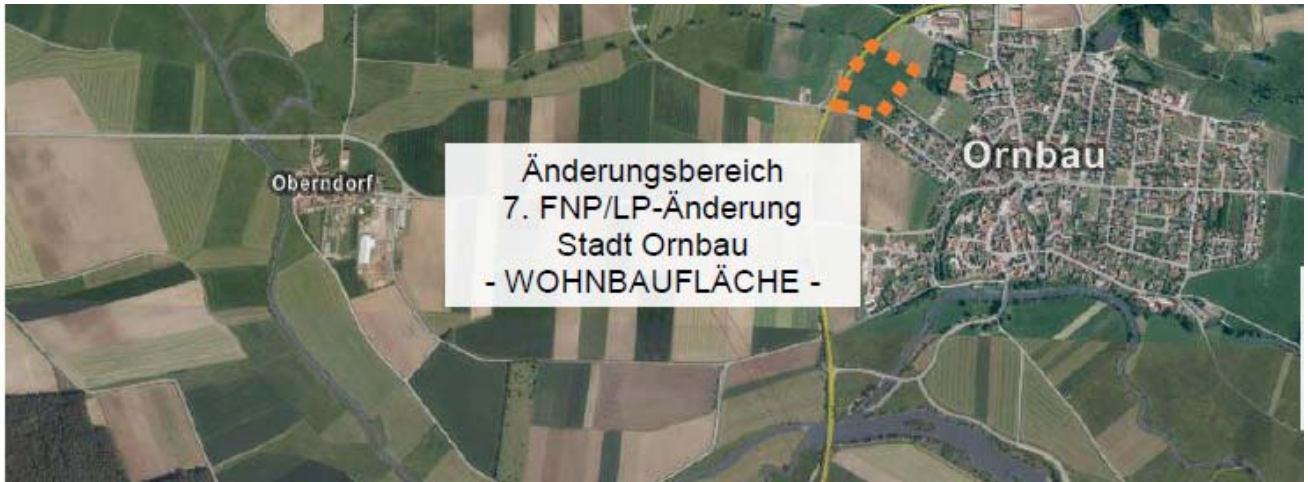 Ornbau
Oberndorf
Änderungsbereich
7. FNP/LP-Änderung
Stadt Ornbau
- WOHNBAUFLÄCHE -